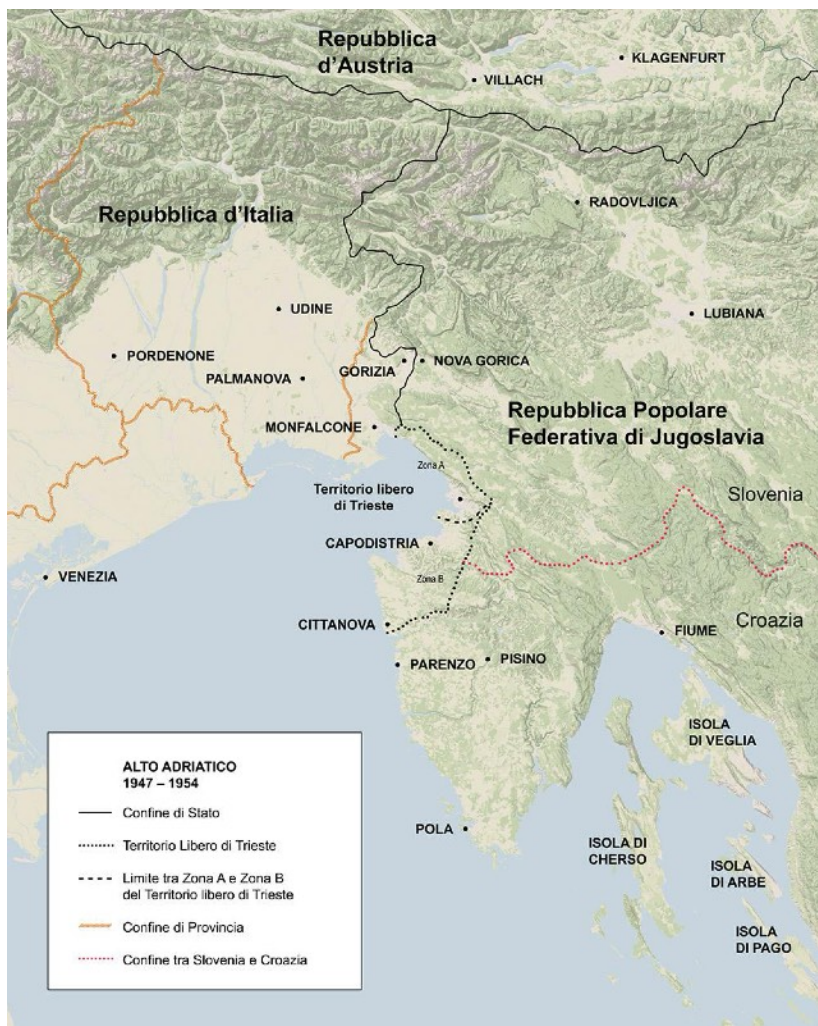 Repubblica
d'Austria
KLAGENFURT
VILLACH
RADOVLJICA
Repubblica d'Italia
UDINE
LUBIANA
PORDENONE
GORIZIA
NOVA GORICA
PALMANOVA
Repubblica Popolare
Federativa di Jugoslavia
MONFALCONE
Zona A
Territorio libero
di Trieste
Slovenia
CAPODISTRIA
VENEZIA
Zona B
Croazia
CITTANOVA
FIUME
PARENZO
PISINO
ISOLA
DI VEGLIA
POLA
ISOLA DI
CHERSO
ISOLA
DI ARBE
ISOLA
DI PAGO
ALTO ADRIATICO
1947 – 1954
Confine di Stato
Territorio Libero di Trieste
Limite tra Zona A e Zona B
del Territorio libero di Trieste
Confine di Provincia
Confine tra Slovenia e Croazia